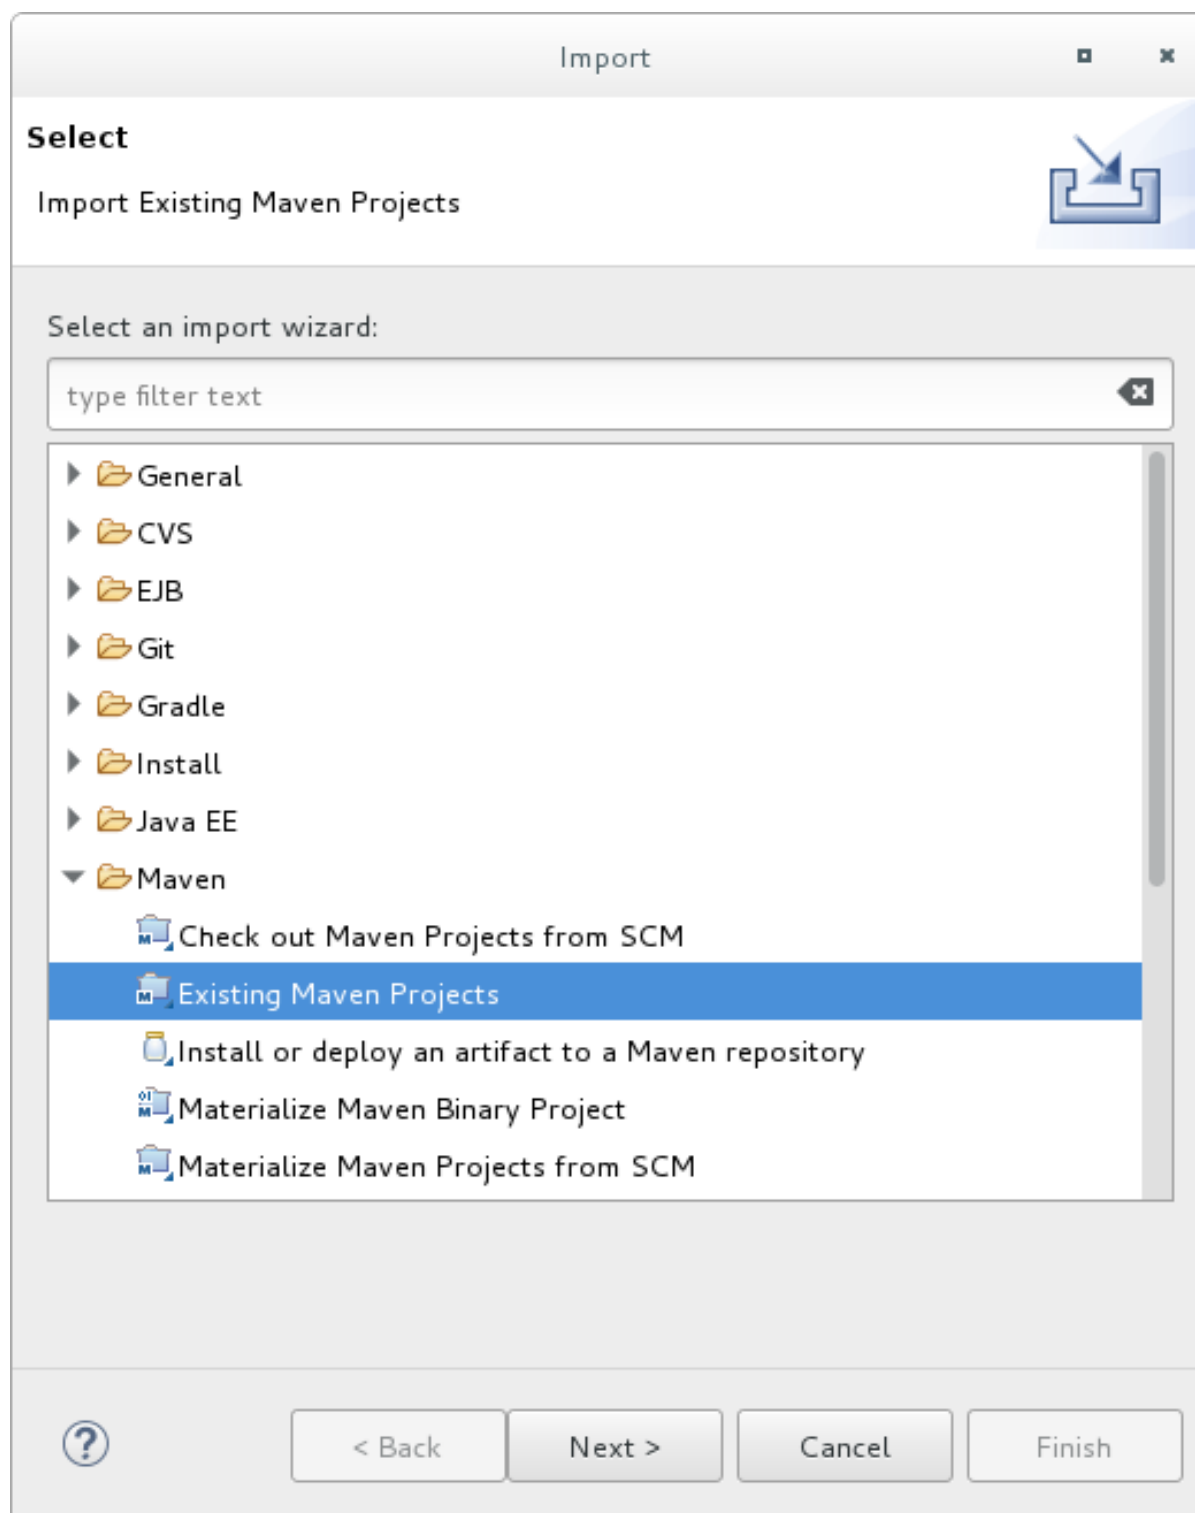 Import
Select
Import Existing Maven Projects
Select an import wizard:
type filter text
General
CVS
EJB
Git
Gradle
Install
Java EE
Maven
Check out Maven Projects from SCM
Existing Maven Projects
Install or deploy an artifact to a Maven repository
Materialize Maven Binary Project
Materialize Maven Projects from SCM
? < Back Next > Cancel Finish